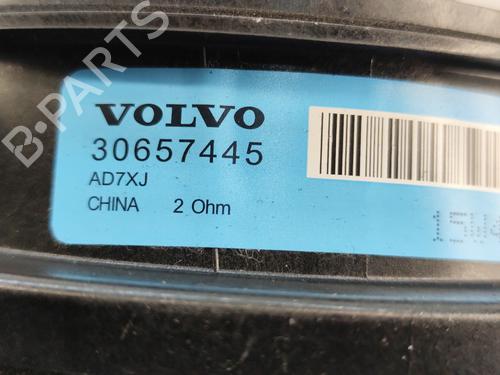 B-PARTS
VOLVO
30657445
AD7XJ
CHINA 2 Ohm